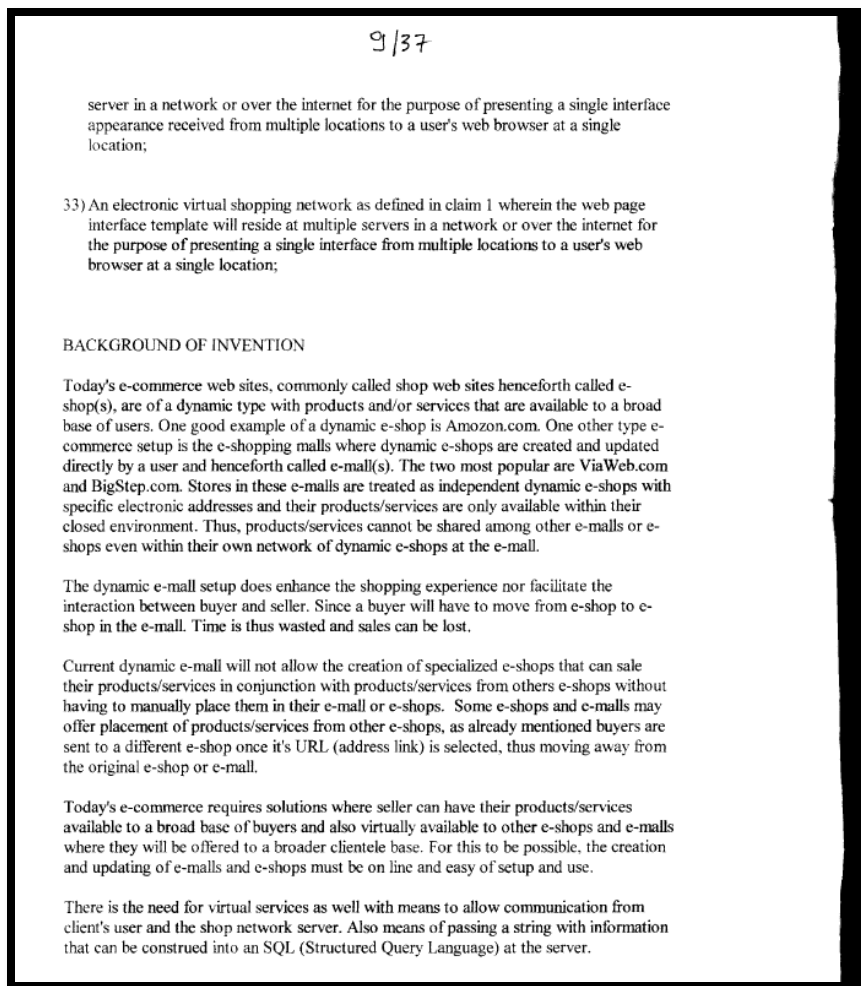 9/37
server in a network or over the internet for the purpose of presenting a single interface
appearance received from multiple locations to a user's web browser at a single
location;
33) An electronic virtual shopping network as defined in claim 1 wherein the web page
interface template will reside at multiple servers in a network or over the internet for
the purpose of presenting a single interface from multiple locations to a user's web
browser at a single location;
BACKGROUND OF INVENTION
Today's e-commerce web sites, commonly called shop web sites henceforth called e-
shop(s), are of a dynamic type with products and/or services that are available to a broad
base of users. One good example of a dynamic e-shop is Amozon.com. One other type e-
commerce setup is the e-shopping malls where dynamic e-shops are created and updated
directly by a user and henceforth called e-mall(s). The two most popular are ViaWeb.com
and BigStep.com. Stores in these e-malls are treated as independent dynamic e-shops with
specific electronic addresses and their products/services are only available within their
closed environment. Thus, products/services cannot be shared among other e-malls or e-
shops even within their own network of dynamic e-shops at the e-mall.
The dynamic e-mall setup does enhance the shopping experience nor facilitate the
interaction between buyer and seller. Since a buyer will have to move from e-shop to e-
shop in the e-mall. Time is thus wasted and sales can be lost.
Current dynamic e-mall will not allow the creation of specialized e-shops that can sale
their products/services in conjunction with products/services from others e-shops without
having to manually place them in their e-mall or e-shops. Some e-shops and e-malls may
offer placement of products/services from other e-shops, as already mentioned buyers are
sent to a different e-shop once it's URL (address link) is selected, thus moving away from
the original e-shop or e-mall.
Today's e-commerce requires solutions where seller can have their products/services
available to a broad base of buyers and also virtually available to other e-shops and e-malls
where they will be offered to a broader clientele base. For this to be possible, the creation
and updating of e-malls and e-shops must be on line and easy of setup and use.
There is the need for virtual services as well with means to allow communication from
client's user and the shop network server. Also means of passing a string with information
that can be construed into an SQL (Structured Query Language) at the server.